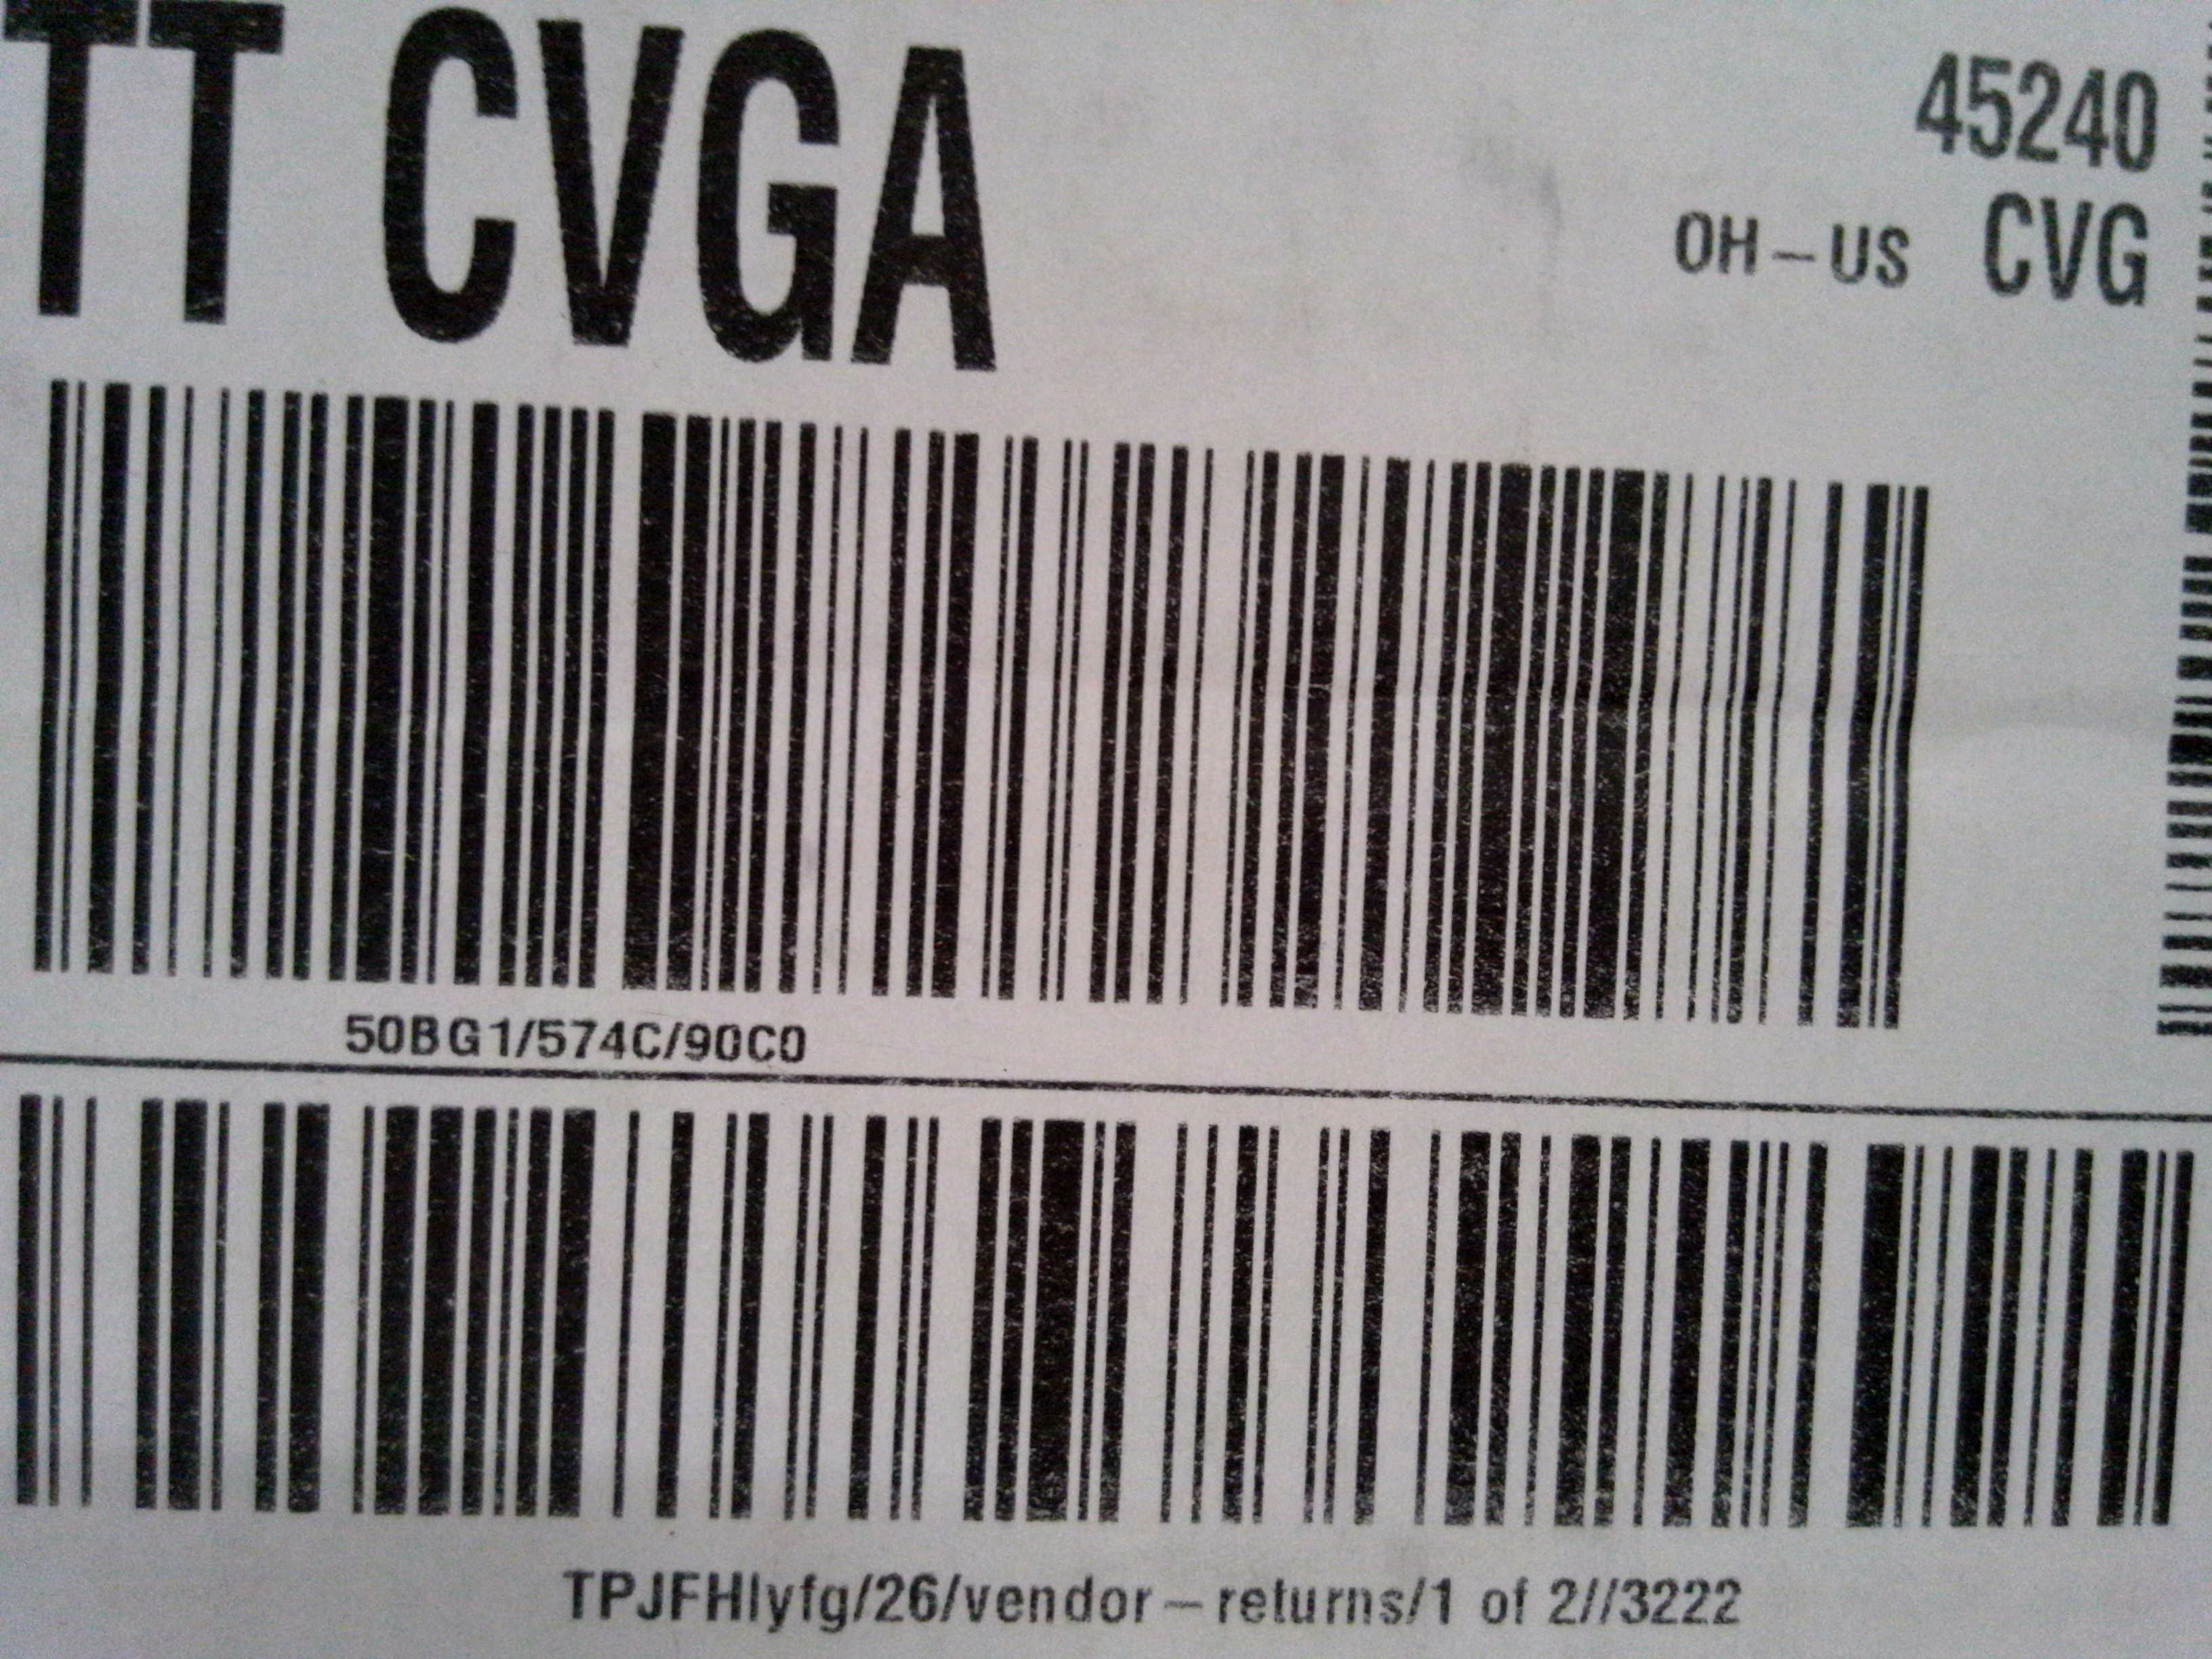 TT CVGA
45240
OH-US CVG
50BG1/574C/90C0
TPJFHlyfg/26/vendor-returns/1 of 2//3222